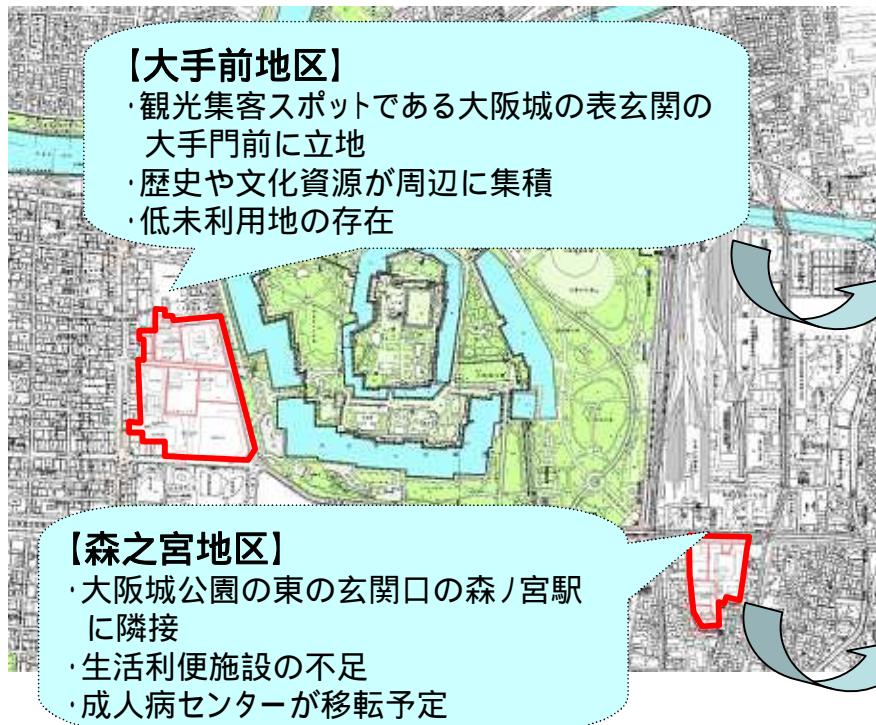 【大手前地区】
・観光集客スポットである大阪城の表玄関の
大手門前に立地
・歴史や文化資源が周辺に集積
・低未利用地の存在
【森之宮地区】
・大阪城公園の東の玄関口の森ノ宮駅
に隣接
・生活利便施設の不足
・成人病センターが移転予定